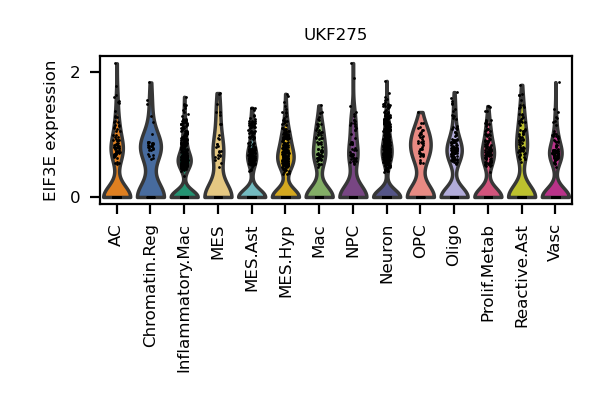 UKF275
EIF3E expression
2
0
AC
Chromatin.Reg
Inflammatory.Mac
MES
MES.Ast
MES.Hyp
Mac
NPC
Neuron
OPC
Oligo
Prolif.Metab
Reactive.Ast
Vasc